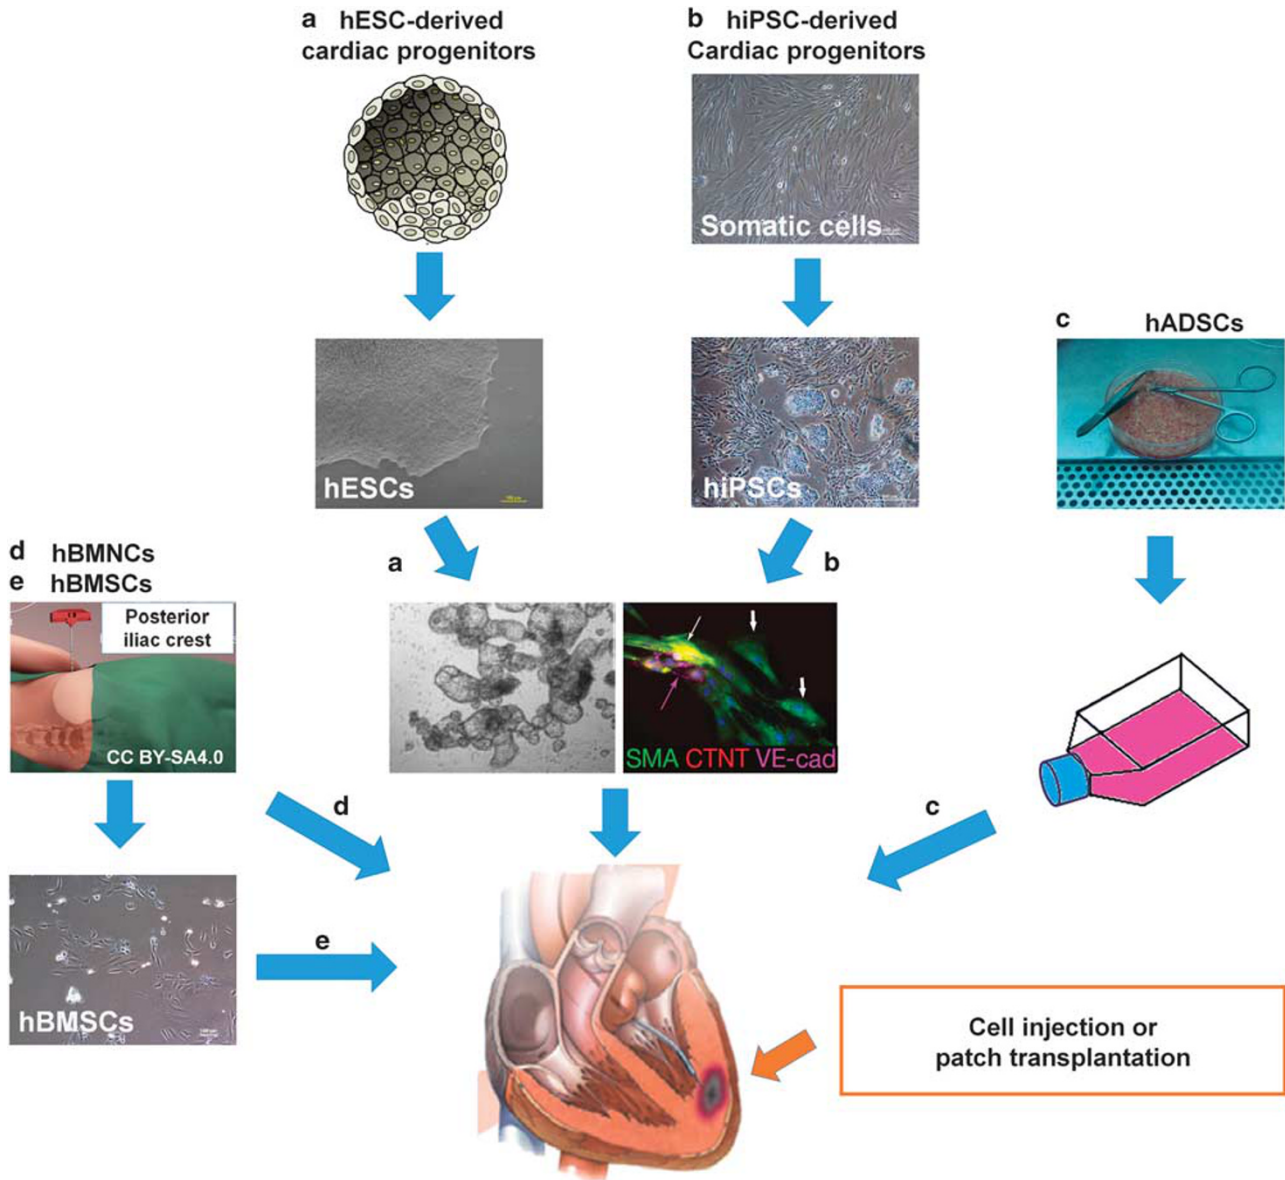 a hESC-derived
cardiac progenitors
b hiPSC-derived
Cardiac progenitors
Somatic cells
c hADSCs
hESCs
hiPSCs
d hBMNCs
e hBMSCs
a
b
Posterior
iliac crest
CC BY-SA4.0
SMA CTNT VE-cad
d
c
e
hBMSCs
Cell injection or
patch transplantation